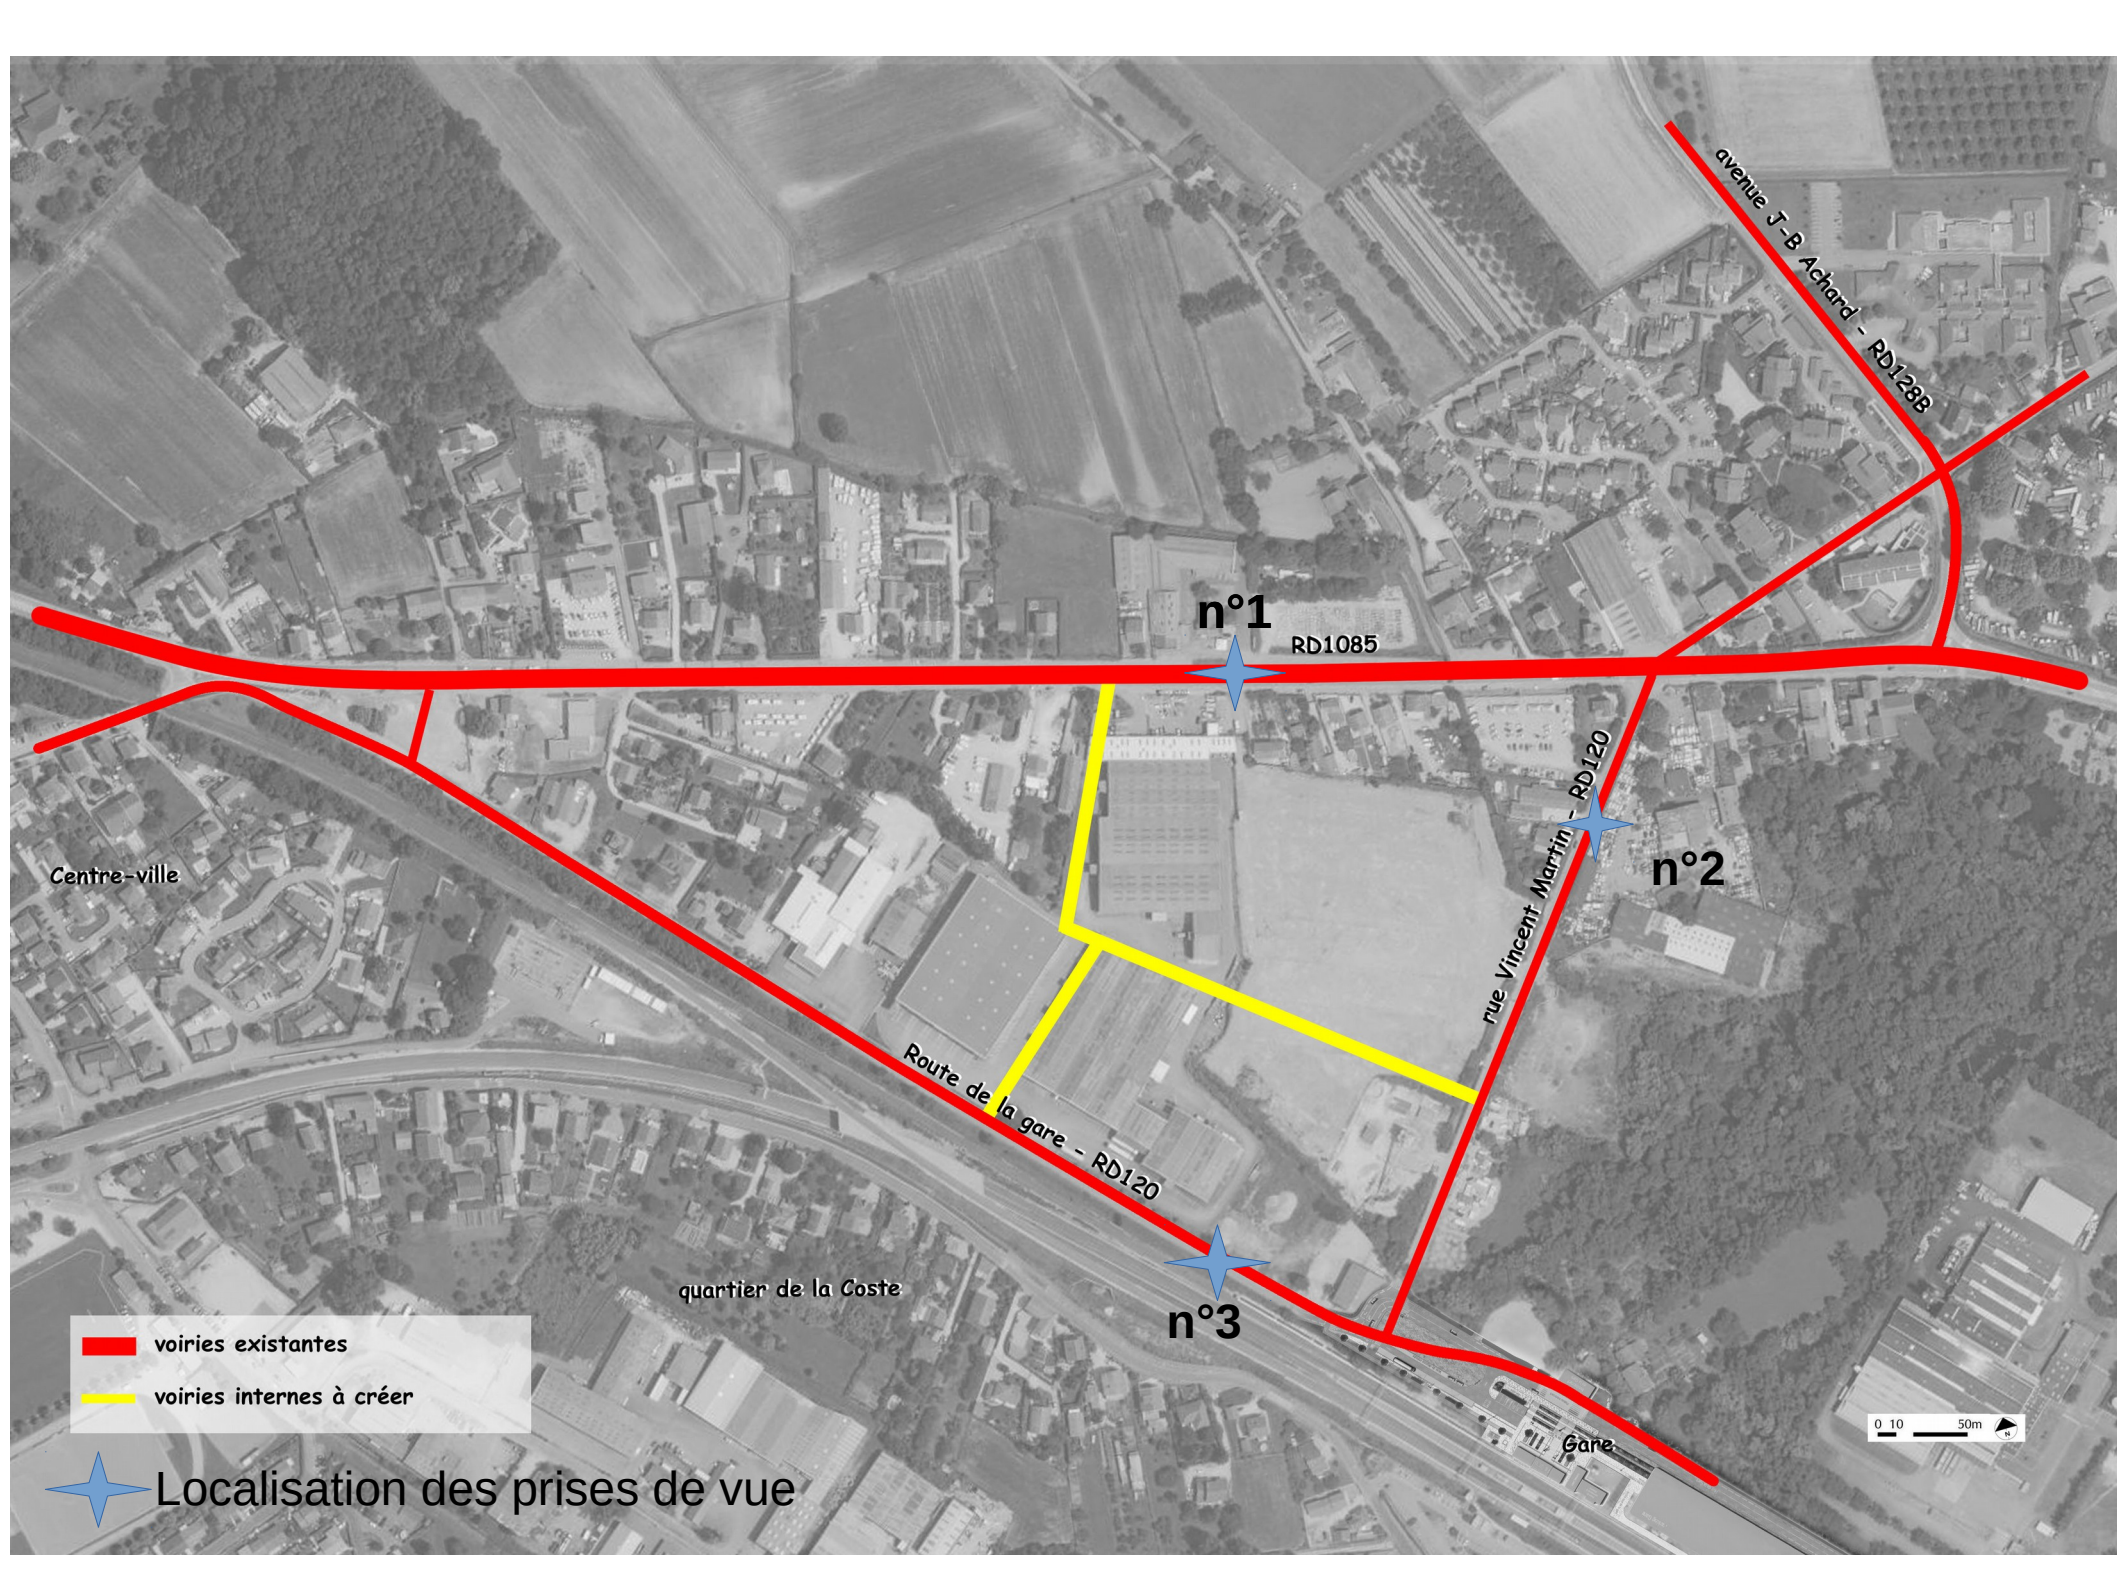 avenue J-B Achard - RD128B
n°1
RD1085
rue Vincent Martin - RD120
n°2
Centre-ville
Route de la gare - RD120
quartier de la Coste
n°3
voiries existantes
voiries internes à créer
Gare
0 10 50m
N
Localisation des prises de vue